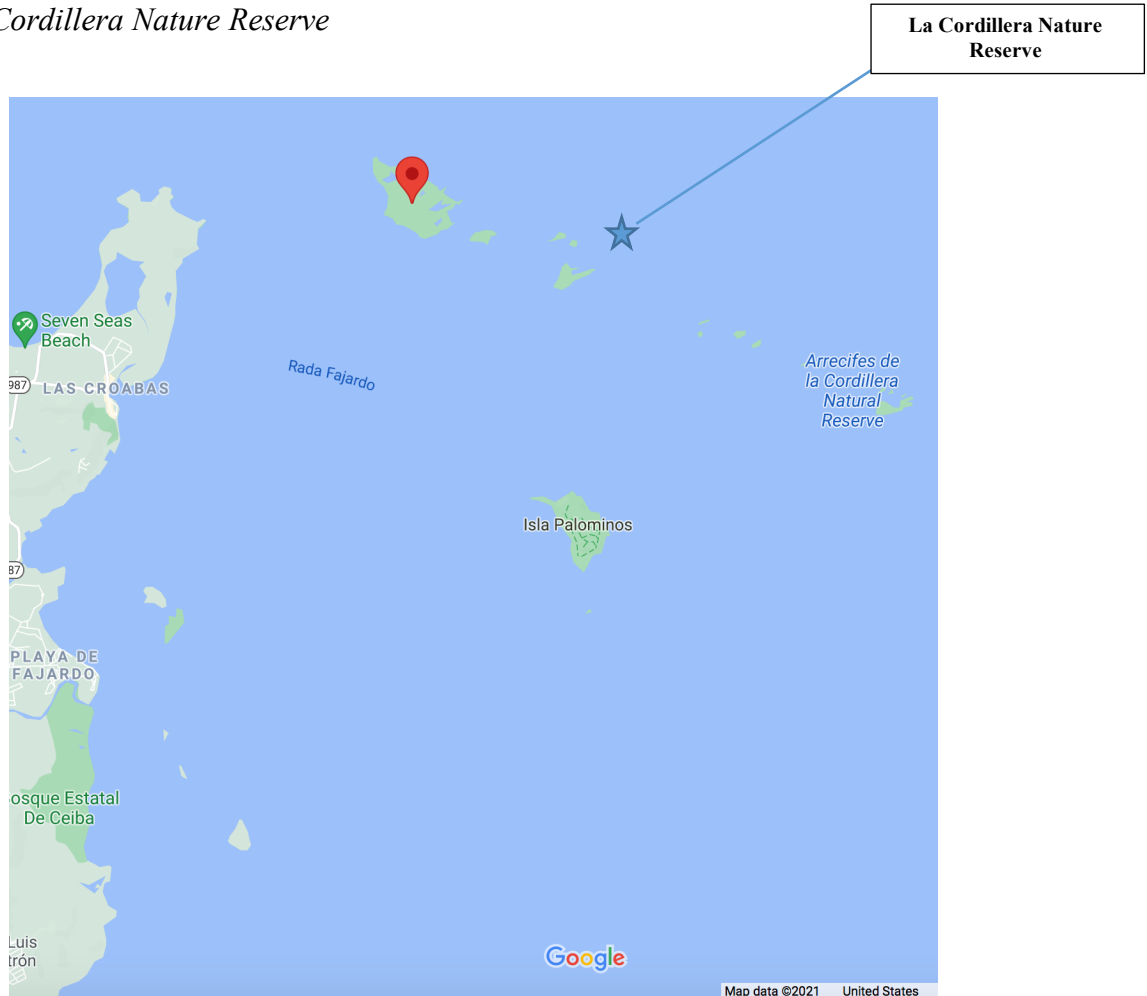 Cordillera Nature Reserve
La Cordillera Nature
Reserve
Seven Seas
Beach
987
LAS CROABAS
Rada Fajardo
Arrecifes de
la Cordillera
Natural
Reserve
Isla Palominos
87
PLAYA DE
FAJARDO
osque Estatal
De Ceiba
Luis
trón
Google
Map data ©2021 United States